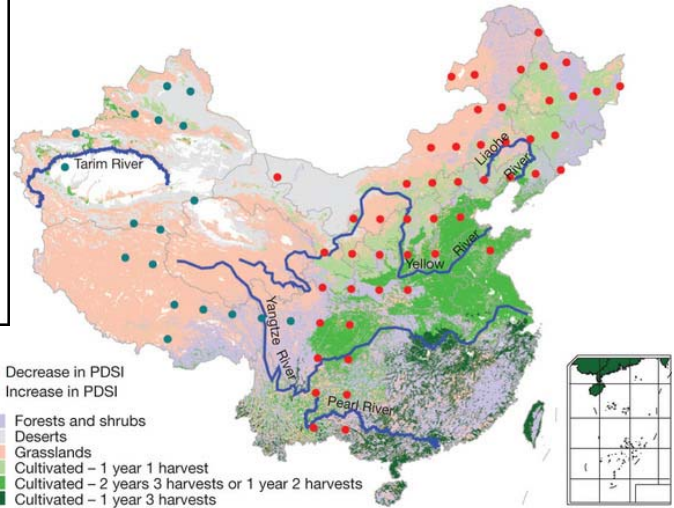 Tarim River
Liaohe
River
Yellow
River
Yangtze
River
Pearl River
Decrease in PDSI
Increase in PDSI
Forests and shrubs
Deserts
Grasslands
Cultivated – 1 year 1 harvest
Cultivated – 2 years 3 harvests or 1 year 2 harvests
Cultivated – 1 year 3 harvests